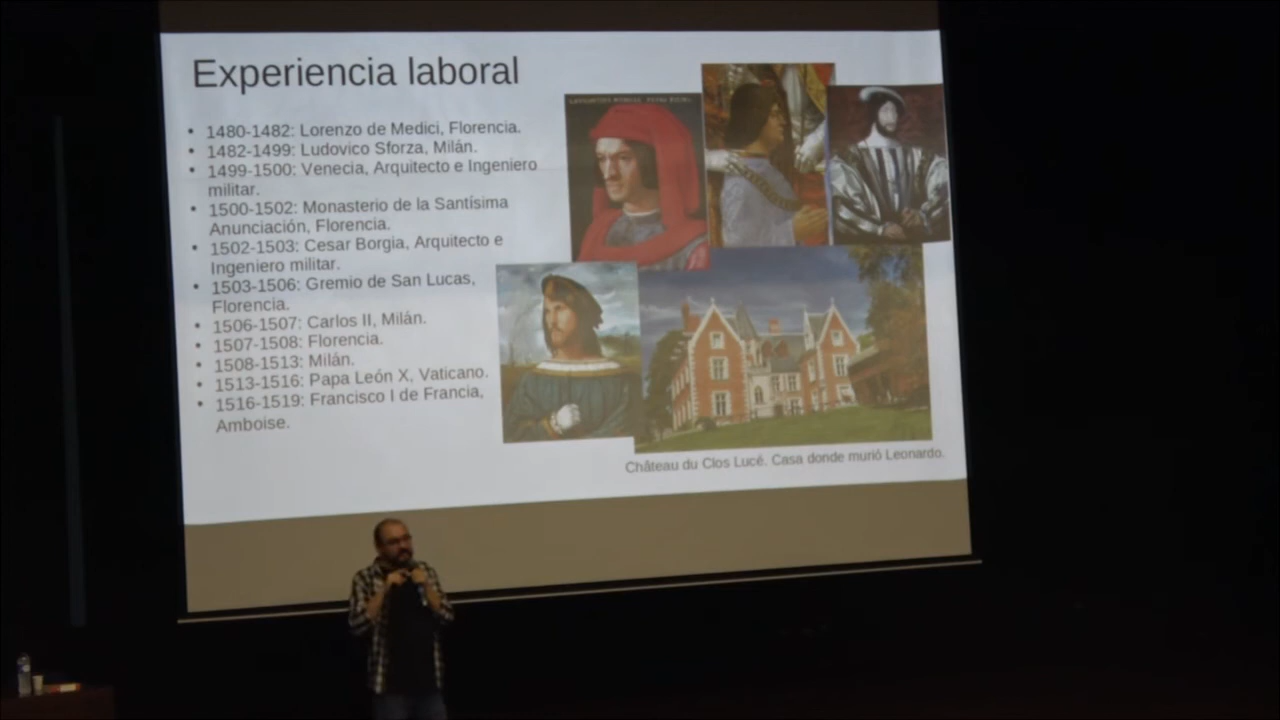 Experiencia laboral
• 1480-1482: Lorenzo de Medici, Florencia.
• 1482-1499: Ludovico Sforza, Milán.
• 1499-1500: Venecia, Arquitecto e Ingeniero
militar.
• 1500-1502: Monasterio de la Santísima
Anunciación, Florencia.
• 1502-1503: Cesar Borgia, Arquitecto e
Ingeniero militar.
• 1503-1506: Gremio de San Lucas,
Florencia.
• 1506-1507: Carlos II, Milán.
• 1507-1508: Florencia.
• 1508-1513: Milán.
• 1513-1516: Papa León X, Vaticano.
• 1516-1519: Francisco I de Francia,
Amboise.
Château du Clos Lucé. Casa donde murió Leonardo.